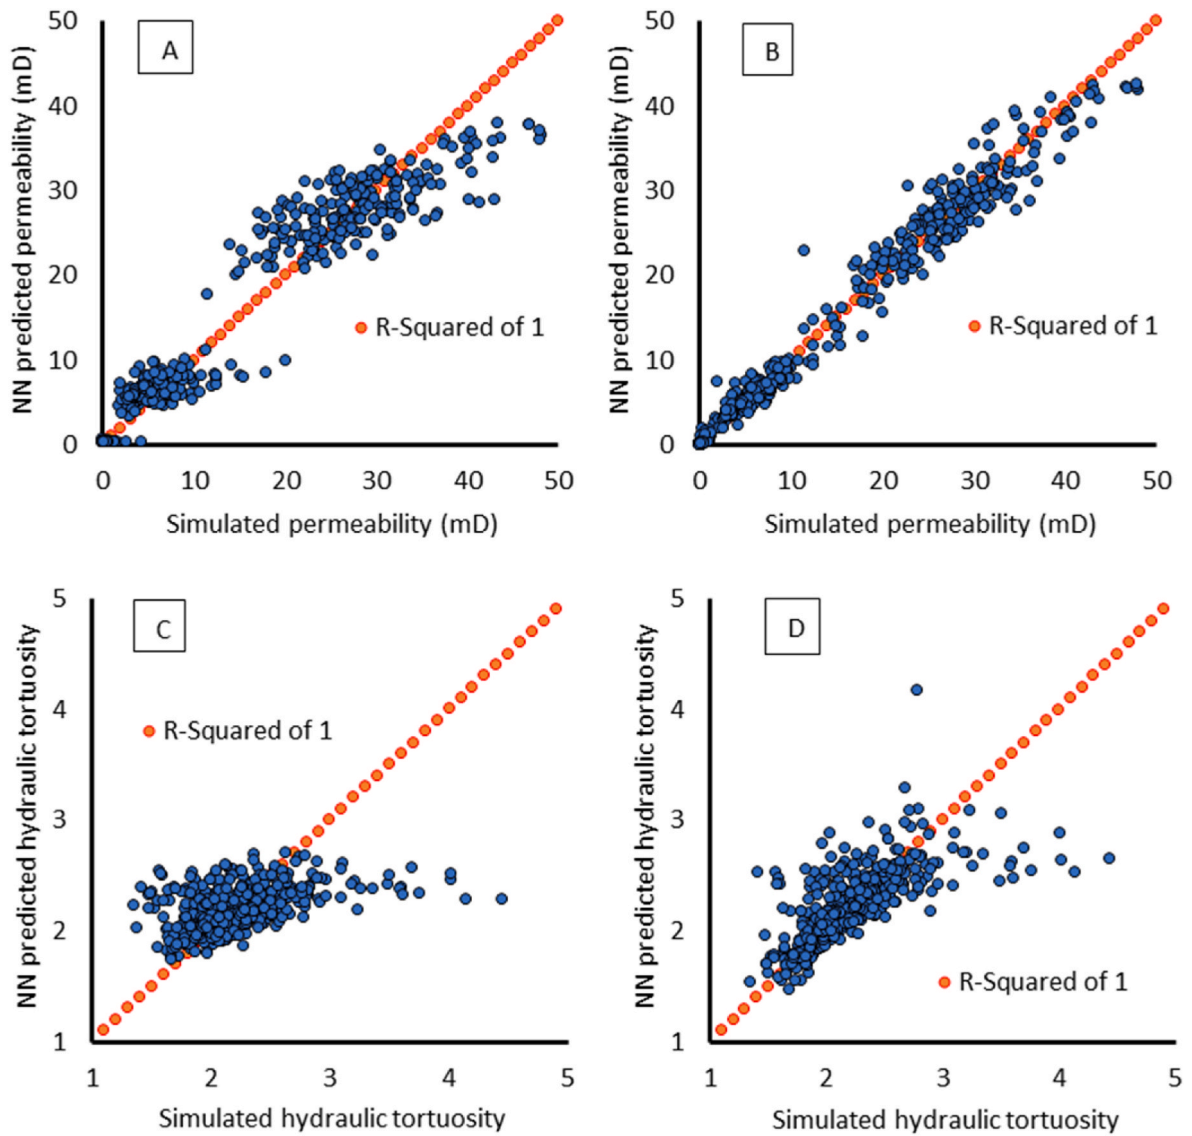 A
NN predicted permeability (mD)
50
40
30
20
10
0
R-Squared of 1
0 10 20 30 40 50
Simulated permeability (mD)
B
NN predicted permeability (mD)
50
40
30
20
10
0
R-Squared of 1
0 10 20 30 40 50
Simulated permeability (mD)
C
NN predicted hydraulic tortuosity
5
4
3
2
1
R-Squared of 1
1 2 3 4 5
Simulated hydraulic tortuosity
D
NN predicted hydraulic tortuosity
5
4
3
2
1
R-Squared of 1
1 2 3 4 5
Simulated hydraulic tortuosity